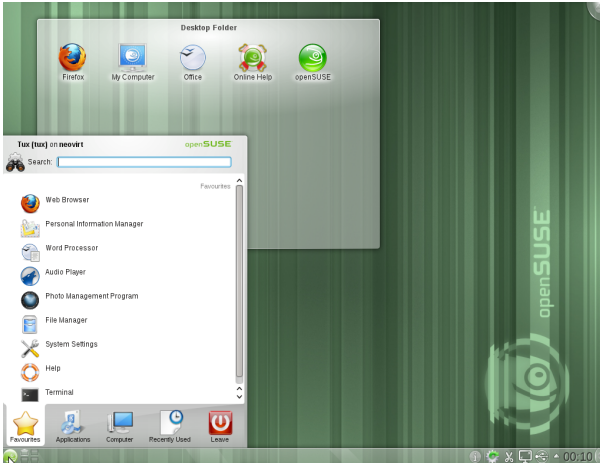 Desktop Folder
Firefox
My Computer
Office
Online Help
openSUSE
Tux (tux) on neovirt
openSUSE
Search:
Favourites
Web Browser
Personal Information Manager
Word Processor
Audio Player
Photo Management Program
File Manager
System Settings
Help
Terminal
Favourites
Applications
Computer
Recently Used
Leave
openSUSE
00:10